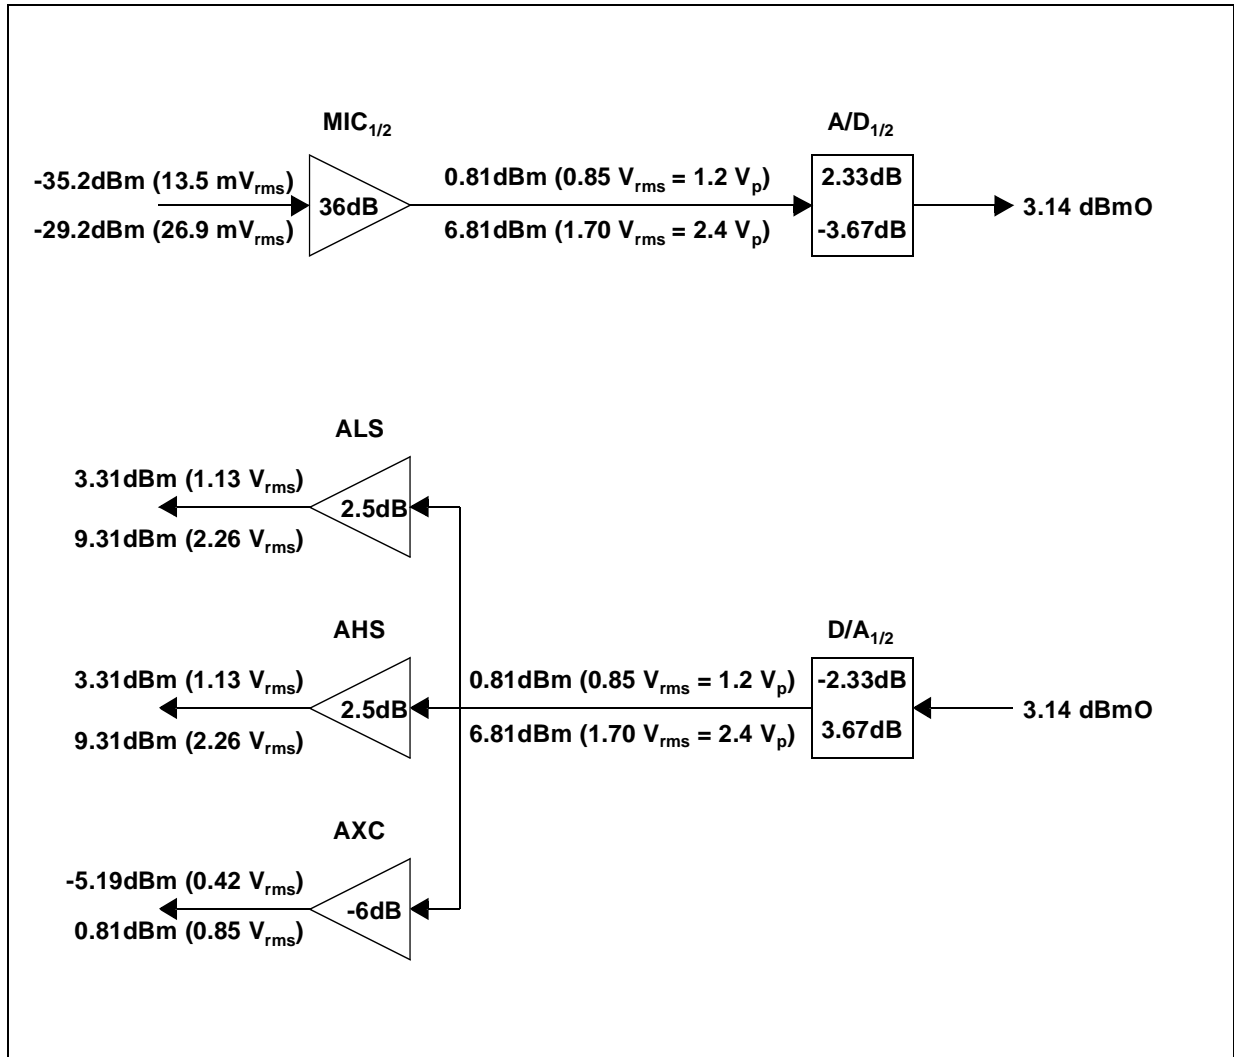 MIC1/2
A/D1/2
-35.2dBm (13.5 mVrms)
0.81dBm (0.85 Vrms = 1.2 Vp)
2.33dB
36dB
3.14 dBmO
-29.2dBm (26.9 mVrms)
6.81dBm (1.70 Vrms = 2.4 Vp)
-3.67dB
ALS
3.31dBm (1.13 Vrms)
2.5dB
9.31dBm (2.26 Vrms)
AHS
D/A1/2
3.31dBm (1.13 Vrms)
0.81dBm (0.85 Vrms = 1.2 Vp)
-2.33dB
2.5dB
3.14 dBmO
9.31dBm (2.26 Vrms)
6.81dBm (1.70 Vrms = 2.4 Vp)
3.67dB
AXC
-5.19dBm (0.42 Vrms)
-6dB
0.81dBm (0.85 Vrms)